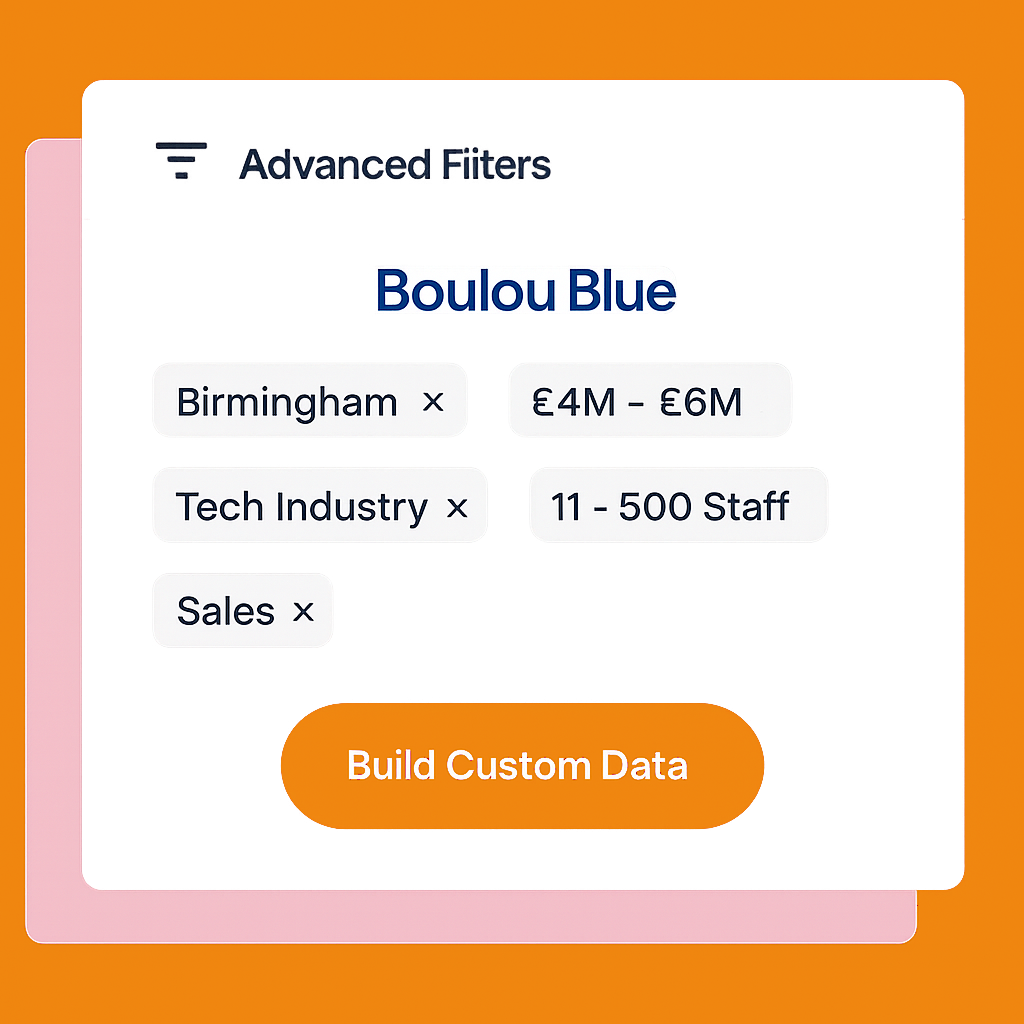 Advanced Fiiters
Boulou Blue
Birmingham ×
€4M - €6M
Tech Industry ×
11 - 500 Staff
Sales ×
Build Custom Data